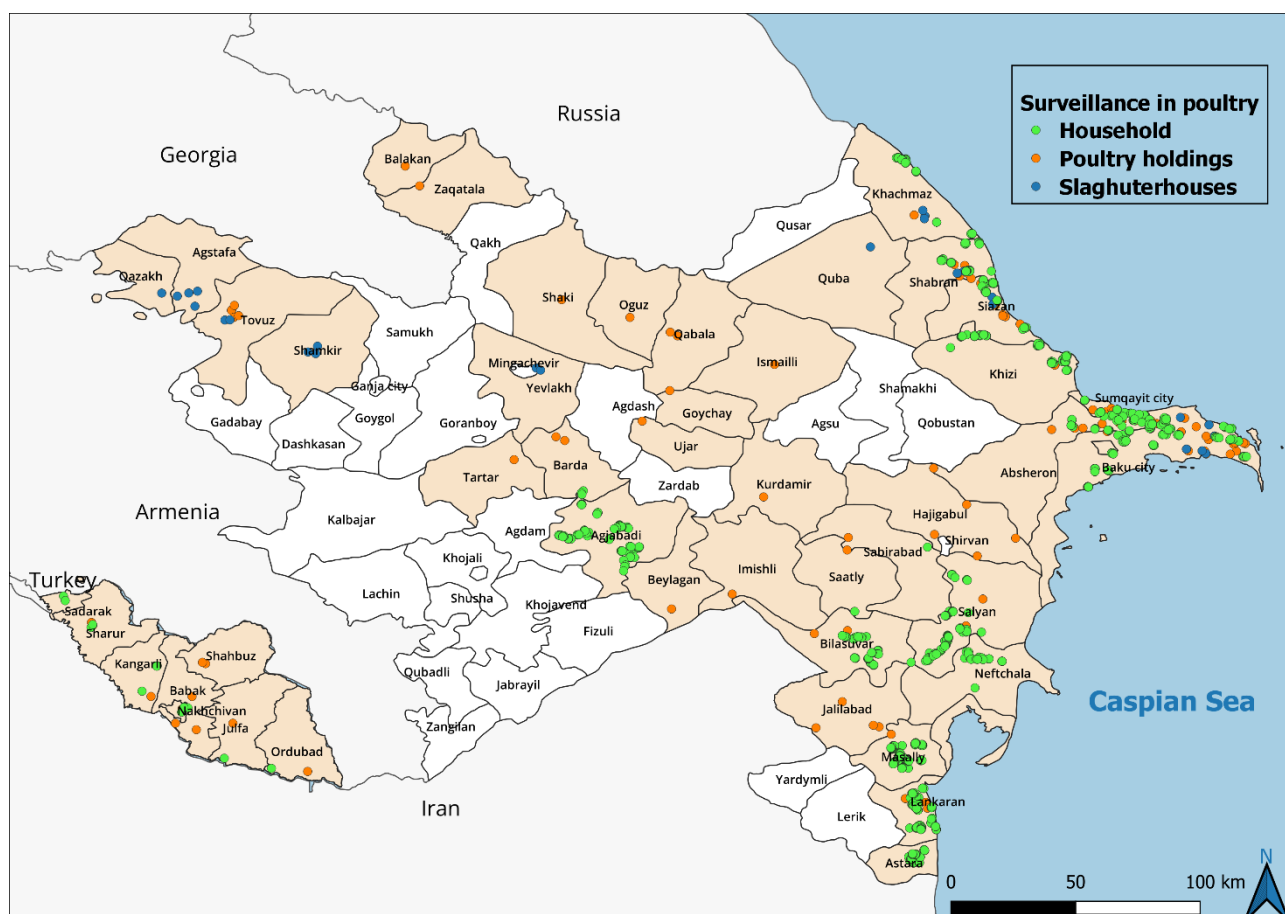 Russia
Georgia
Surveillance in poultry
Household
Poultry holdings
Slaghuterhouses
Balakan
Zaqatala
Khachmaz
Qusar
Qakh
Agstafa
Qazakh
Quba
Shabran
Shaki
Oguz
Siazan
Tovuz
Samukh
Qabala
Shamkir
Ismailli
Mingachevir
Khizi
Yevlakh
Ganja city
Shamakhi
Sumqayit city
Gadabay
Goygol
Goranboy
Agdash
Goychay
Agsu
Qobustan
Dashkasan
Ujar
Barda
Absheron
Baku city
Tartar
Zardab
Kurdamir
Armenia
Kalbajar
Hajigabul
Agdam
Agjabadi
Shirvan
Sabirabad
Khojali
Imishli
Saatly
Turkey
Lachin
Beylagan
Sadarak
Shusha
Khojavend
Salyan
Sharur
Fizuli
Bilasuvar
Shahbuz
Kangarli
Qubadli
Neftchala
Jabrayil
Babak
Nakhchivan
Caspian Sea
Zangilan
Jalilabad
Julfa
Ordubad
Masally
Yardymli
Iran
Lankaran
Lerik
Astara
N
0 50 100 km